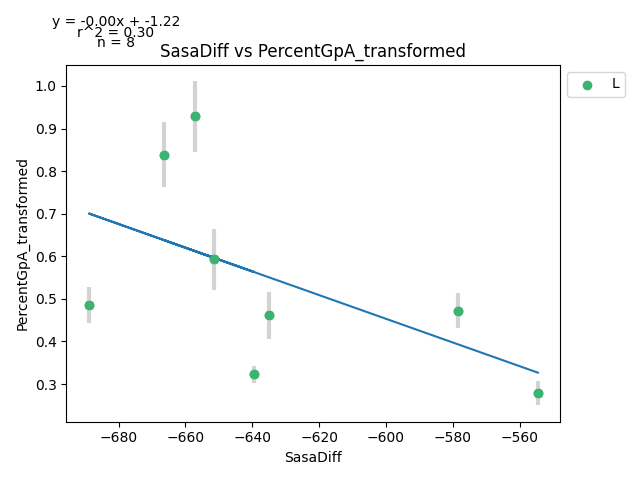 y = -0.00x + -1.22
r^2 = 0.30
n = 8
SasaDiff vs PercentGpA_transformed
L
1.0
0.9
0.8
0.7
0.6
0.5
0.4
0.3
PercentGpA_transformed
−680 −660 −640 −620 −600 −580 −560
SasaDiff